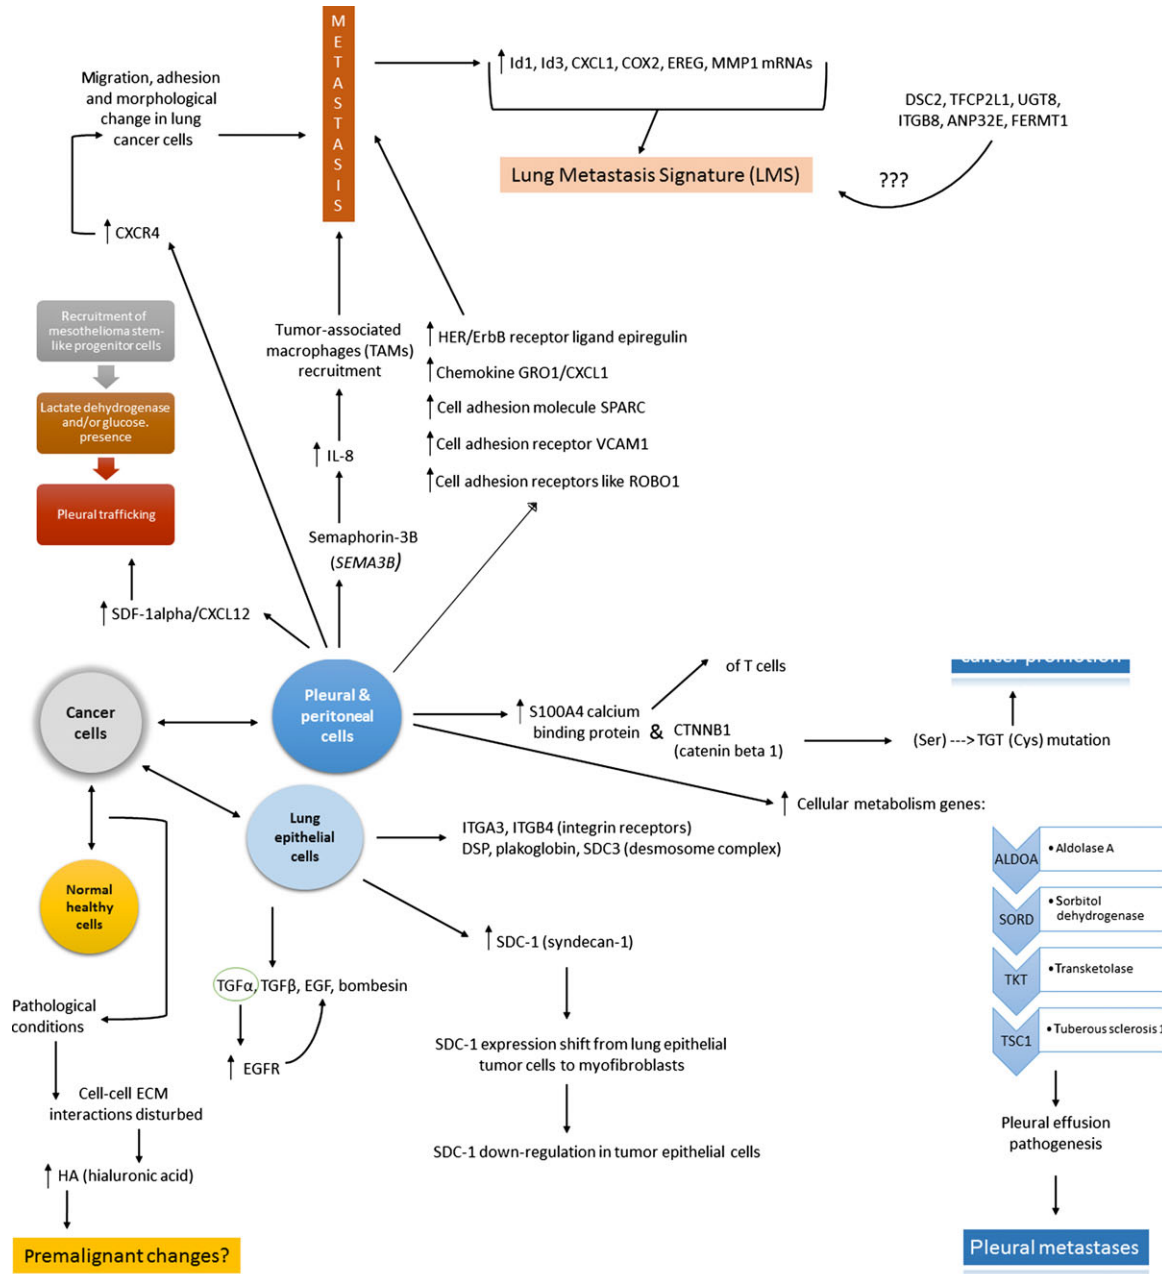 M
E
T
A
S
T
A
S
I
S
Id1, Id3, CXCL1, COX2, EREG, MMP1 mRNAs
Migration, adhesion
and morphological
change in lung
cancer cells
DSC2, TFCP2L1, UGT8,
ITGB8, ANP32E, FERMT1
Lung Metastasis Signature (LMS)
???
CXCR4
Recruitment of
mesothelioma stem-
like progenitor cells
Lactate dehydrogenase
and/or glucose.
presence
Pleural trafficking
SDF-1alpha/CXCL12
Tumor-associated
macrophages (TAMs)
recruitment
IL-8
Semaphorin-3B
(SEMA3B)
HER/ErbB receptor ligand epiregulin
Chemokine GRO1/CXCL1
Cell adhesion molecule SPARC
Cell adhesion receptor VCAM1
Cell adhesion receptors like ROBO1
Cancer
cells
Pleural &
peritoneal
cells
of T cells
cancer promotion
S100A4 calcium
binding protein
&
CTNNB1
(catenin beta 1)
(Ser) ---> TGT (Cys) mutation
Cellular metabolism genes:
Lung
epithelial
cells
ITGA3, ITGB4 (integrin receptors)
DSP, plakoglobin, SDC3 (desmosome complex)
ALDOA
• Aldolase A
SORD
• Sorbitol
dehydrogenase
TKT
• Transketolase
TSC1
• Tuberous sclerosis 1
Normal
healthy
cells
SDC-1 (syndecan-1)
TGFα, TGFβ, EGF, bombesin
EGFR
Pathological
conditions
SDC-1 expression shift from lung epithelial
tumor cells to myofibroblasts
Cell-cell ECM
interactions disturbed
SDC-1 down-regulation in tumor epithelial cells
Pleural effusion
pathogenesis
HA (hialuronic acid)
Premalignant changes?
Pleural metastases